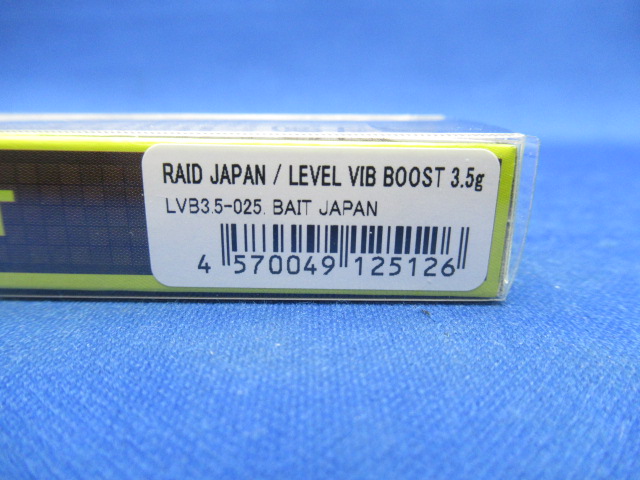 RAID JAPAN / LEVEL VIB BOOST 3.5g
LVB3.5-025. BAIT JAPAN
4 570049 125126
T